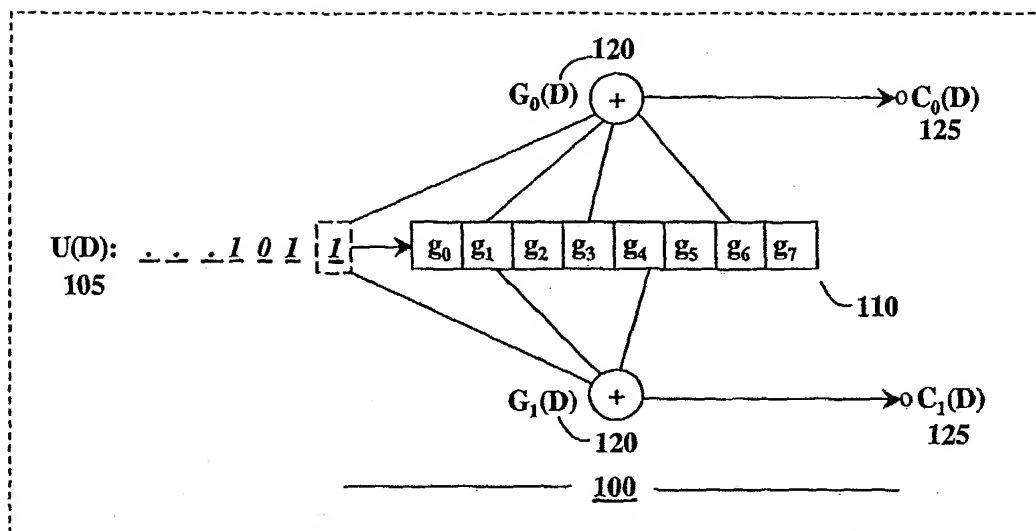 120
G₀(D) + C₀(D)
125
U(D): . . . 1 0 1 1 g₀ g₁ g₂ g₃ g₄ g₅ g₆ g₇
105
110
G₁(D) + C₁(D)
120 125
100